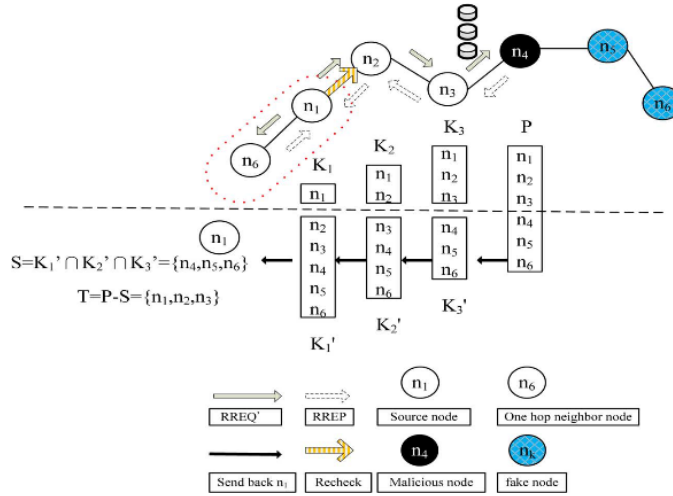 n2
n4
n5
n3
n1
n6
n6
K1
K2
K3
P
n1
n1
n2
n1
n2
n3
n1
n2
n3
n4
n5
n6
n1
S=K1'∩K2'∩K3'={n4,n5,n6}
T=P-S={n1,n2,n3}
n2
n3
n4
n5
n6
n3
n4
n5
n6
n4
n5
n6
K1'
K2'
K3'
n1
n6
RREQ'
RREP
Source node
One hop neighbor node
n4
nk
Send back n1
Recheck
Malicious node
fake node